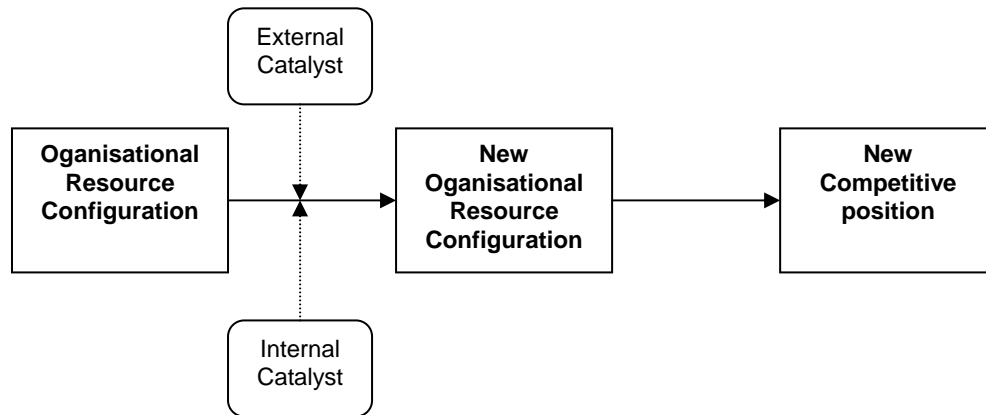 External
Catalyst
Oganisational
Resource
Configuration
New
Oganisational
Resource
Configuration
New
Competitive
position
Internal
Catalyst